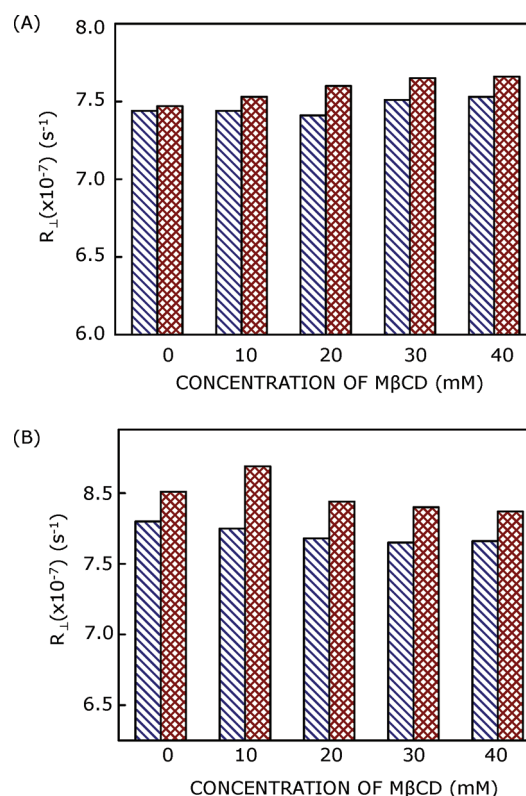 (A)
8.0
7.5
7.0
6.5
6.0
R⊥(x10⁻⁷) (s⁻¹)
0 10 20 30 40
CONCENTRATION OF MβCD (mM)
(B)
8.5
7.5
7.0
6.5
R⊥(x10⁻⁷) (s⁻¹)
0 10 20 30 40
CONCENTRATION OF MβCD (mM)